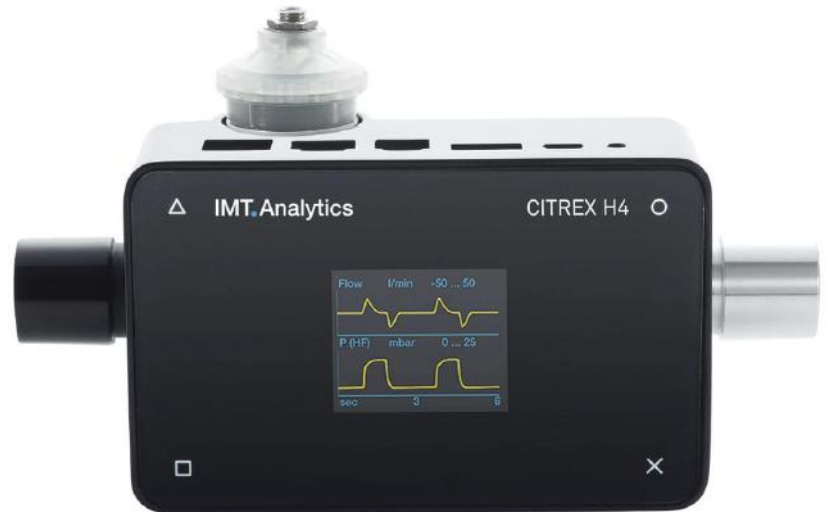 IMT.Analytics CITREX H4
Flow l/min -50 ... 50
P (HF) mbar 0 ... 25
sec 3 6